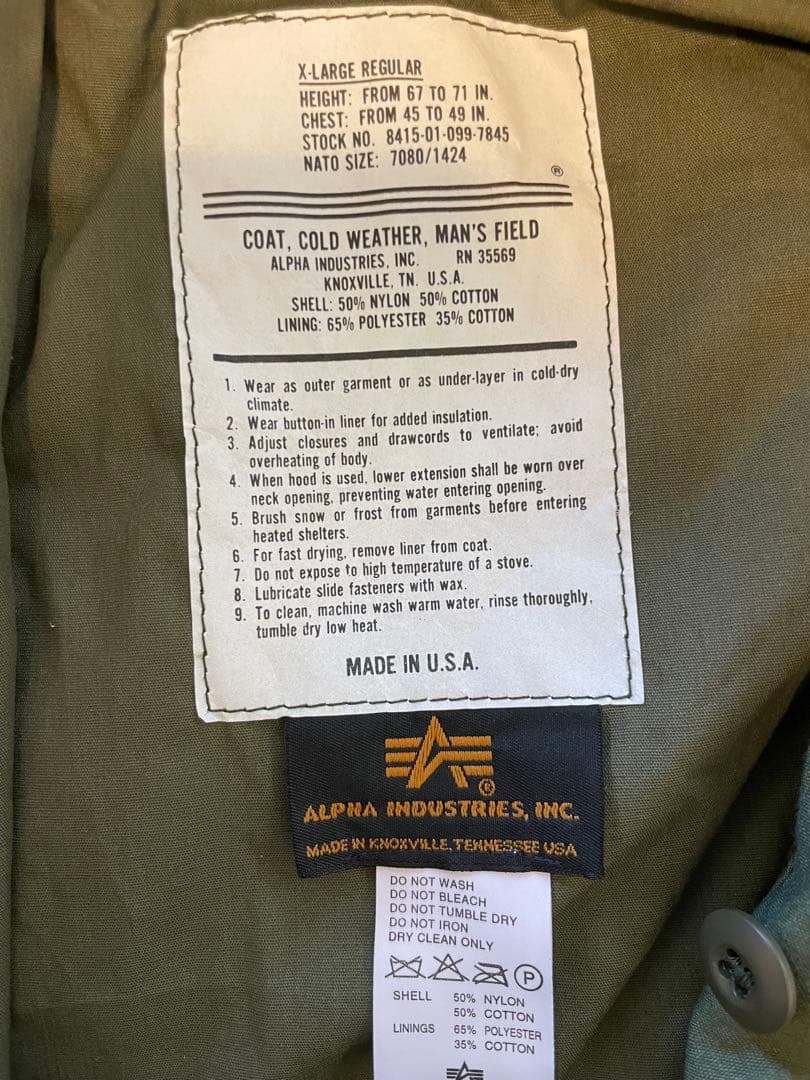 X-LARGE REGULAR
HEIGHT: FROM 67 TO 71 IN.
CHEST: FROM 45 TO 49 IN.
STOCK NO. 8415-01-099-7845
NATO SIZE: 7080/1424
®
COAT, COLD WEATHER, MAN'S FIELD
ALPHA INDUSTRIES, INC. RN 35569
KNOXVILLE, TN. U.S.A.
SHELL: 50% NYLON 50% COTTON
LINING: 65% POLYESTER 35% COTTON
1. Wear as outer garment or as under-layer in cold-dry
climate.
2. Wear button-in liner for added insulation.
3. Adjust closures and drawcords to ventilate; avoid
overheating of body.
4. When hood is used, lower extension shall be worn over
neck opening, preventing water entering opening.
5. Brush snow or frost from garments before entering
heated shelters.
6. For fast drying, remove liner from coat.
7. Do not expose to high temperature of a stove.
8. Lubricate slide fasteners with wax.
9. To clean, machine wash warm water, rinse thoroughly,
tumble dry low heat.
MADE IN U.S.A.
®
ALPHA INDUSTRIES, INC.
MADE IN KNOXVILLE, TENNESSEE USA
DO NOT WASH
DO NOT BLEACH
DO NOT TUMBLE DRY
DO NOT IRON
DRY CLEAN ONLY
P
SHELL 50% NYLON
50% COTTON
LININGS 65% POLYESTER
35% COTTON